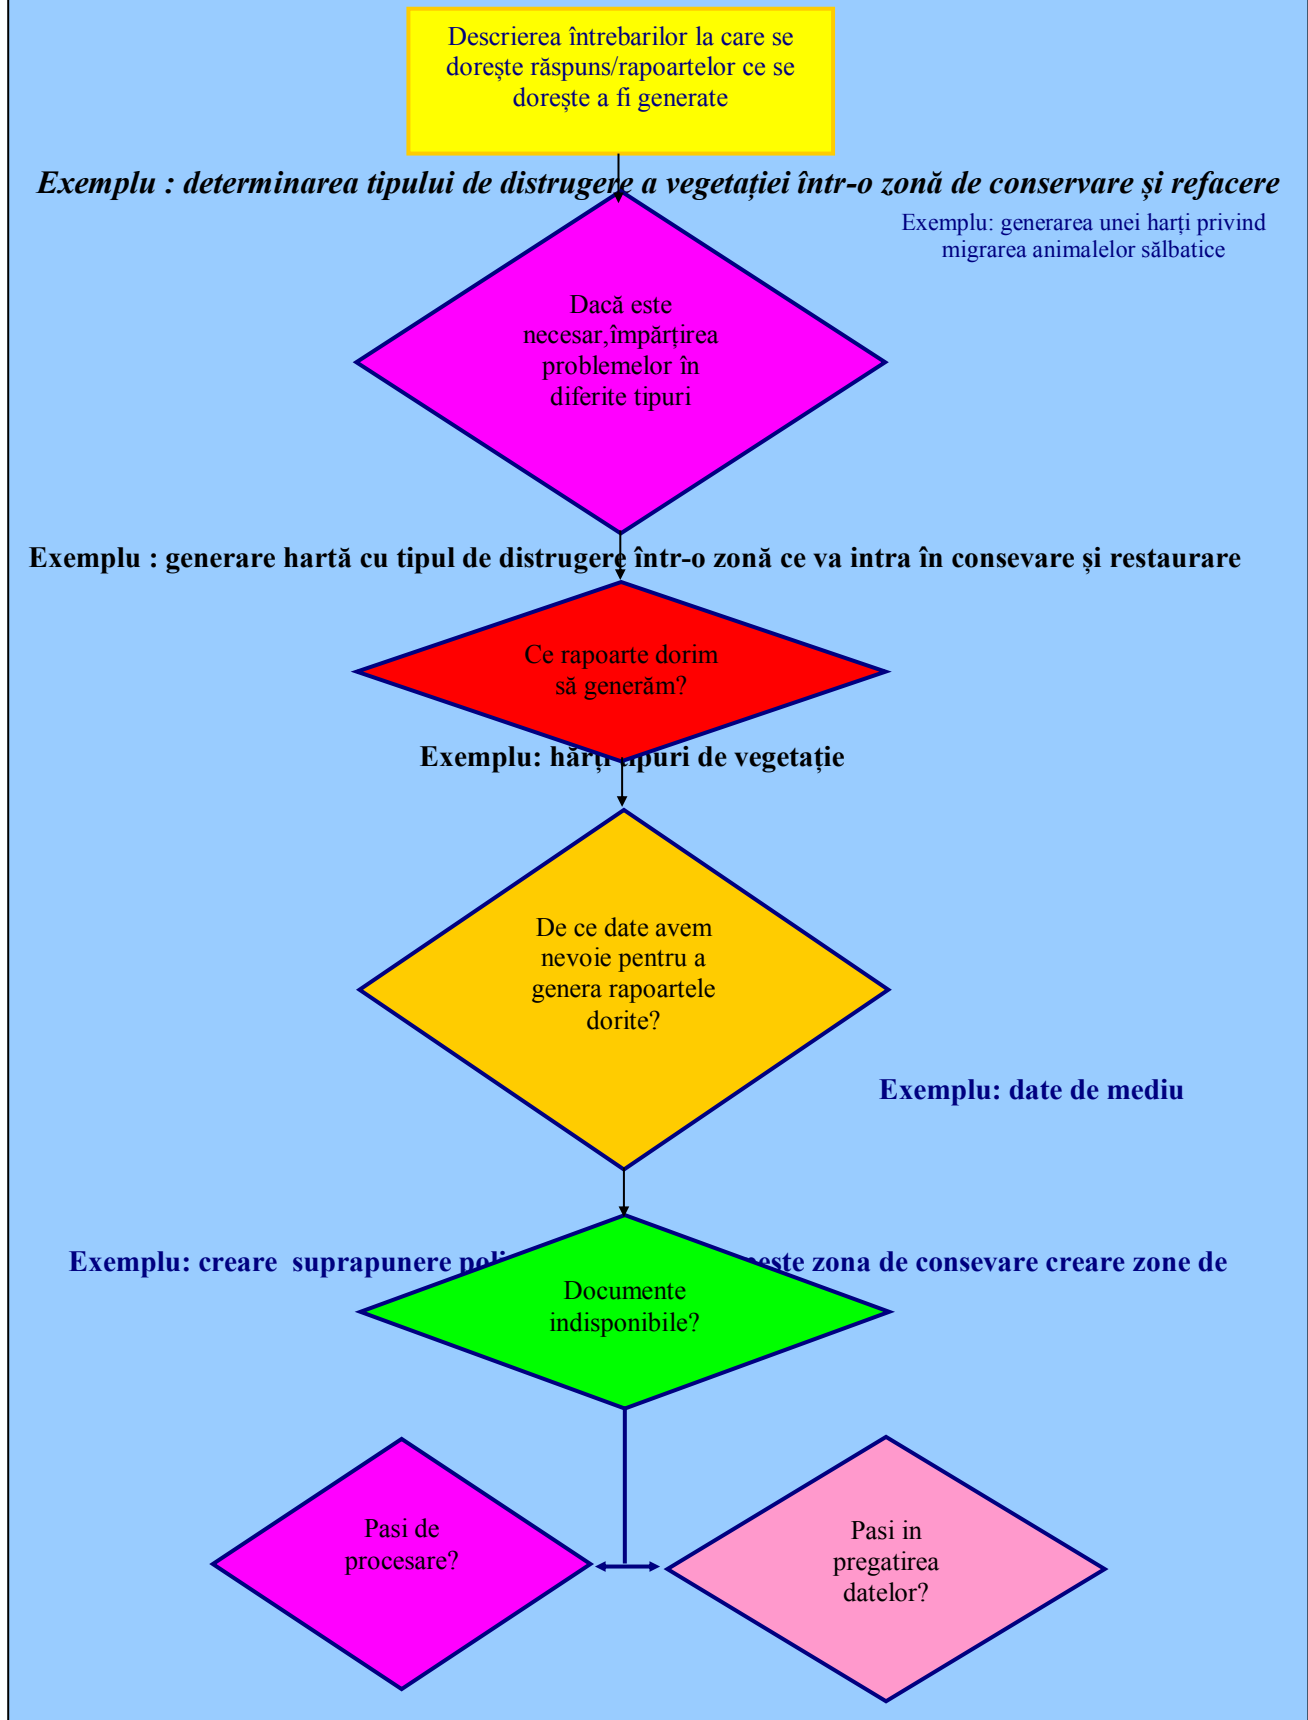 Descrierea întrebarilor la care se
dorește răspuns/rapoartelor ce se
dorește a fi generate
Exemplu : determinarea tipului de distrugere a vegetației într-o zonă de conservare și refacere
Exemplu: generarea unei harți privind
migrarea animalelor sălbatice
Dacă este
necesar,împărțirea
problemelor în
diferite tipuri
Exemplu : generare hartă cu tipul de distrugere într-o zonă ce va intra în consevare și restaurare
Ce rapoarte dorim
să generăm?
Exemplu: hărți tipuri de vegetație
De ce date avem
nevoie pentru a
genera rapoartele
dorite?
Exemplu: date de mediu
Exemplu: creare  suprapunere zona de consevare creare zone de
Documente
indisponibile?
Pasi de
procesare?
Pasi in
pregatirea
datelor?